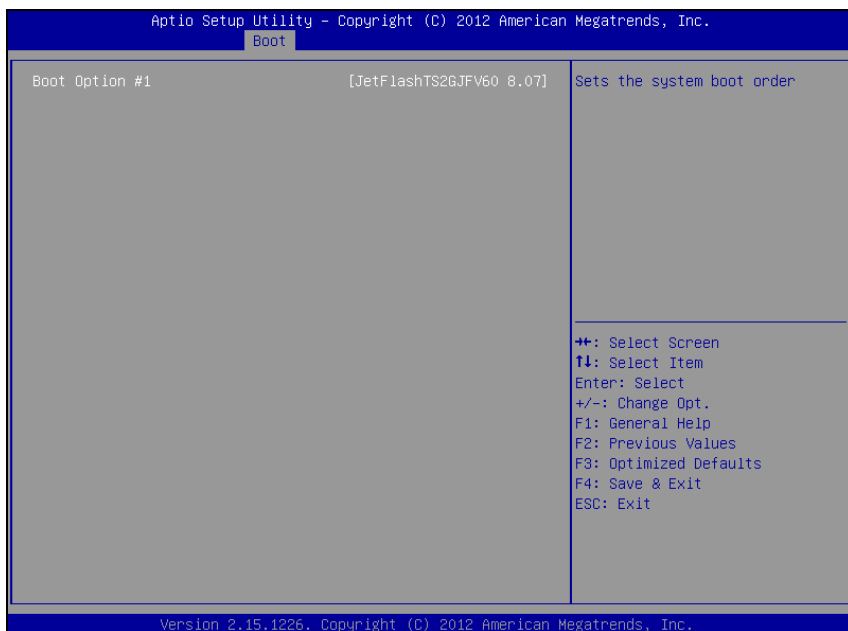 Aptio Setup Utility – Copyright (C) 2012 American Megatrends, Inc.
Boot
Boot Option #1 [JetFlashTS2GJFV60 8.07]
Sets the system boot order
→←: Select Screen
↑↓: Select Item
Enter: Select
+/-: Change Opt.
F1: General Help
F2: Previous Values
F3: Optimized Defaults
F4: Save & Exit
ESC: Exit
Version 2.15.1226. Copyright (C) 2012 American Megatrends, Inc.